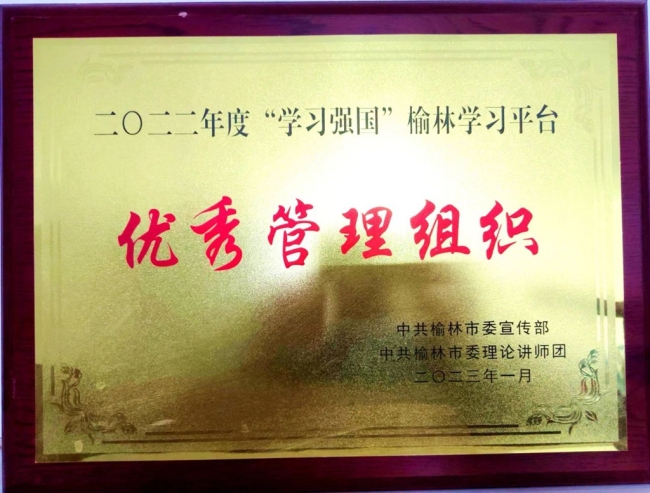 二〇二二年度“学习强国”榆林学习平台
优秀管理组织
中共榆林市委宣传部
中共榆林市委理论讲师团
二〇二三年一月